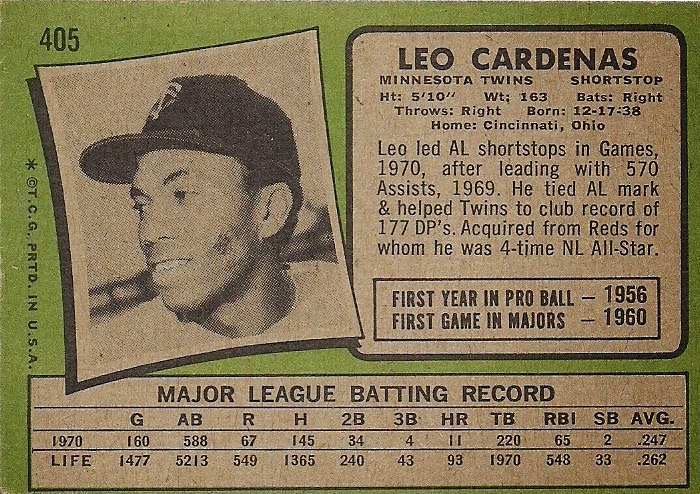 405
LEO CARDENAS
MINNESOTA TWINS SHORTSTOP
Ht: 5'10" Wt; 163 Bats: Right
Throws: Right Born: 12-17-38
Home: Cincinnati, Ohio
Leo led AL shortstops in Games,
1970, after leading with 570
Assists, 1969. He tied AL mark
& helped Twins to club record of
177 DP's. Acquired from Reds for
whom he was 4-time NL All-Star.
FIRST YEAR IN PRO BALL – 1956
FIRST GAME IN MAJORS – 1960
* ©T.C.G. PRTD. IN U.S.A.
MAJOR LEAGUE BATTING RECORD
G AB R H 2B 3B HR TB RBI SB AVG.
1970 160 588 67 145 34 4 11 220 65 2 .247
LIFE 1477 5213 549 1365 240 43 93 1970 548 33 .262